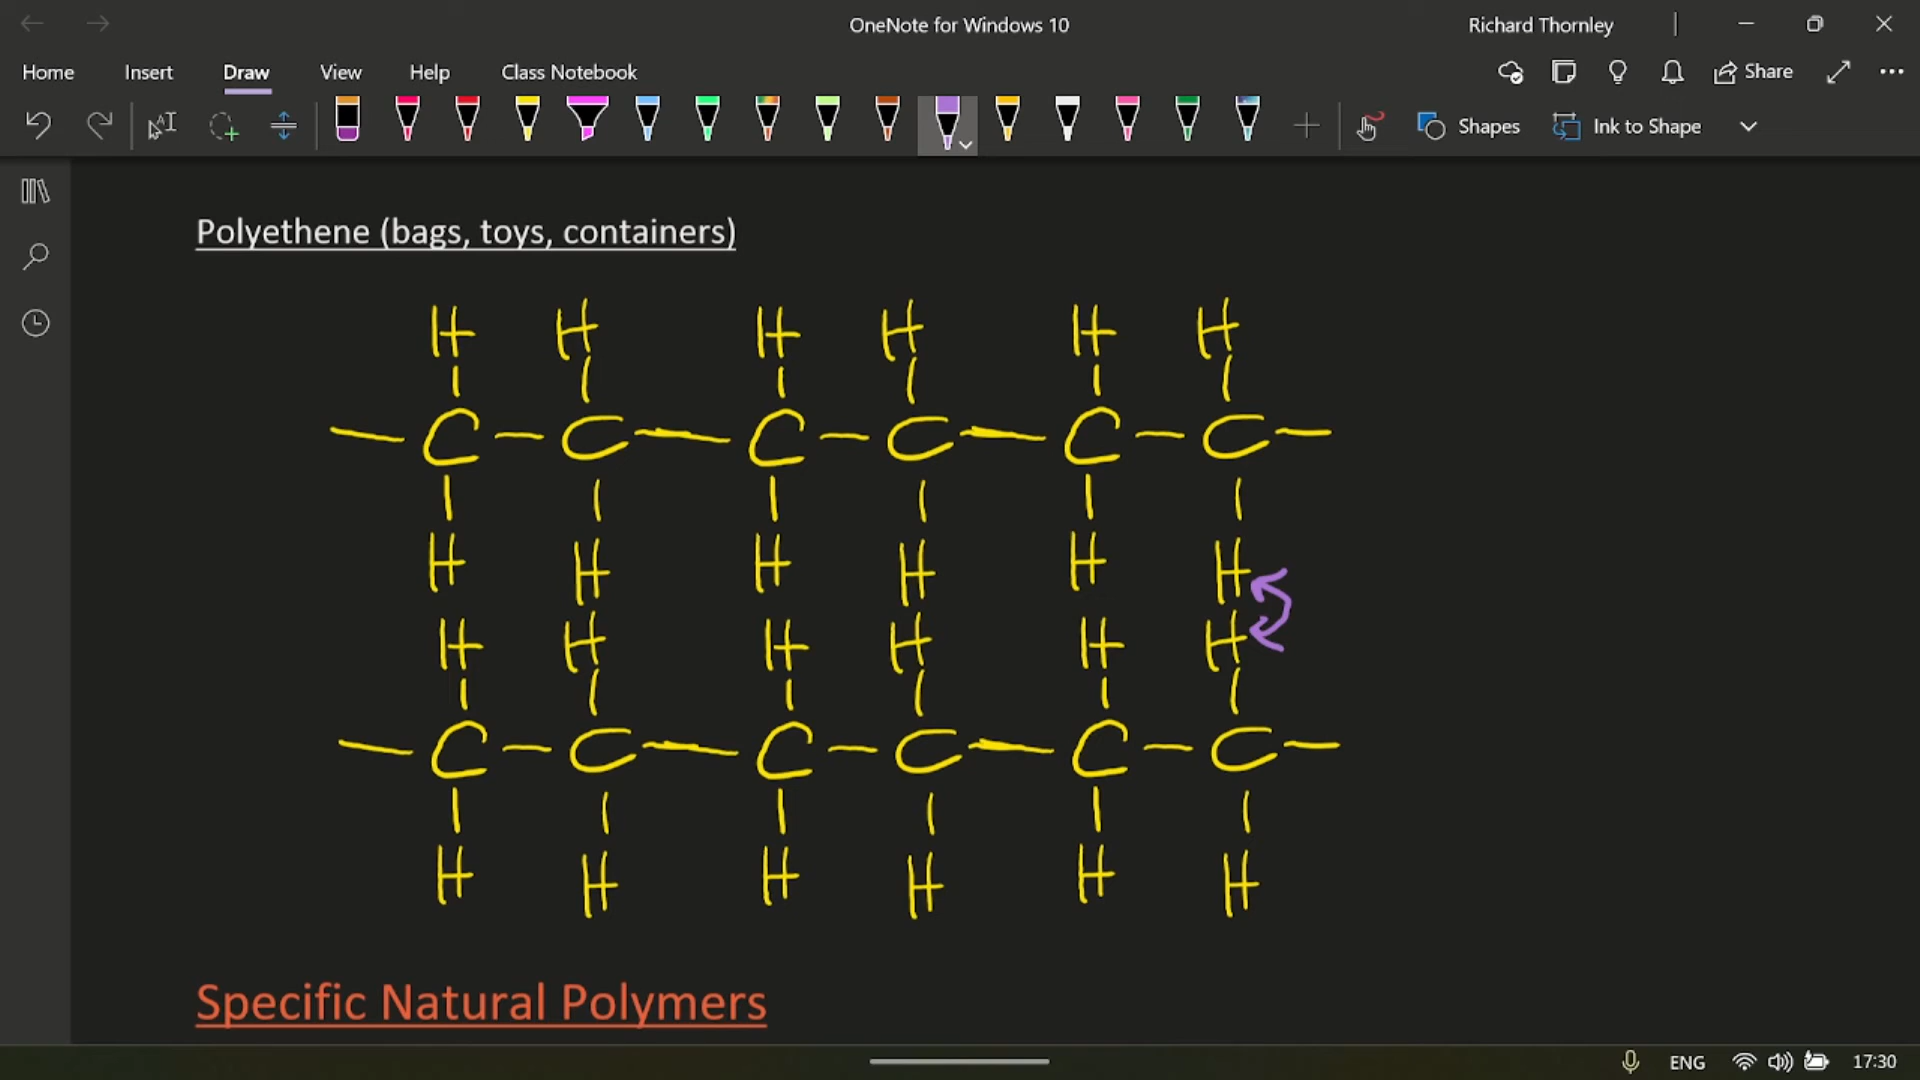 OneNote for Windows 10
Richard Thornley
Home Insert Draw View Help Class Notebook
Share
Shapes Ink to Shape
Polyethene (bags, toys, containers)
H H H H H H
C C C C C C
H H H H H H
H H H H H H
C C C C C C
H H H H H H
Specific Natural Polymers
ENG 17:30